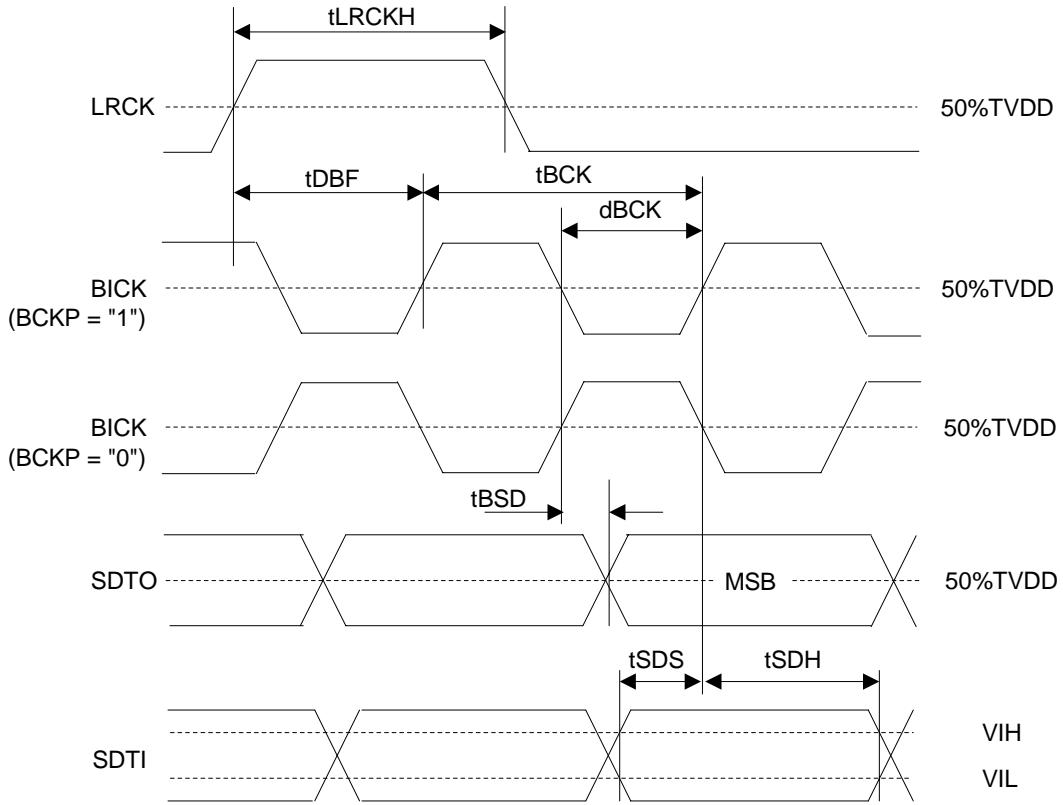 tLRCKH
LRCK
50%TVDD
tDBF
tBCK
dBCK
BICK
(BCKP = "1")
50%TVDD
BICK
(BCKP = "0")
50%TVDD
tBSD
SDTO
MSB
50%TVDD
tSDS
tSDH
SDTI
VIH
VIL